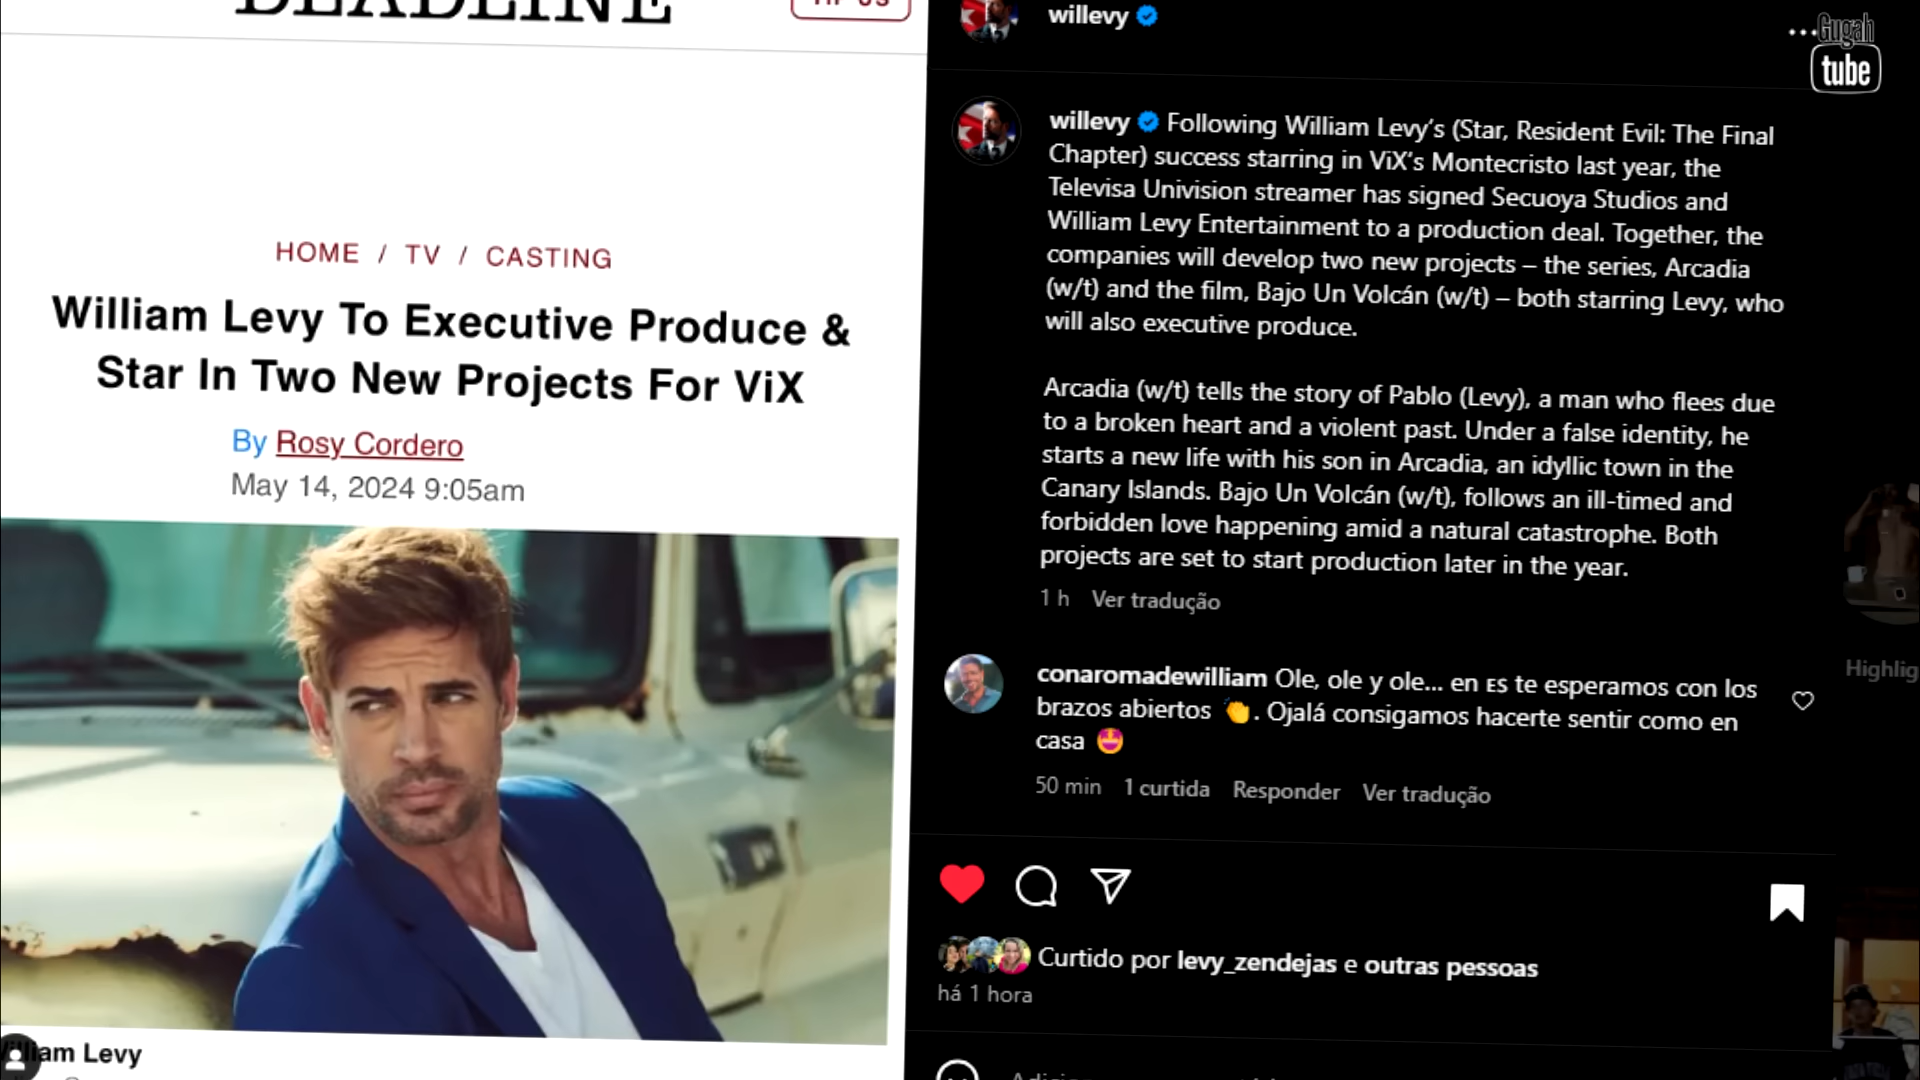 DEADLINE
TIP US
HOME / TV / CASTING
William Levy To Executive Produce &
Star In Two New Projects For ViX
By Rosy Cordero
May 14, 2024 9:05am
William Levy
willevy
Gugah
tube
willevy Following William Levy's (Star, Resident Evil: The Final
Chapter) success starring in ViX's Montecristo last year, the
Televisa Univision streamer has signed Secuoya Studios and
William Levy Entertainment to a production deal. Together, the
companies will develop two new projects – the series, Arcadia
(w/t) and the film, Bajo Un Volcán (w/t) – both starring Levy, who
will also executive produce.
Arcadia (w/t) tells the story of Pablo (Levy), a man who flees due
to a broken heart and a violent past. Under a false identity, he
starts a new life with his son in Arcadia, an idyllic town in the
Canary Islands. Bajo Un Volcán (w/t), follows an ill-timed and
forbidden love happening amid a natural catastrophe. Both
projects are set to start production later in the year.
1 h Ver tradução
conaromadewilliam Ole, ole y ole... en ES te esperamos con los
brazos abiertos 👏. Ojalá consigamos hacerte sentir como en
casa 🤩
50 min 1 curtida Responder Ver tradução
Curtido por levy_zendejas e outras pessoas
há 1 hora
Highlig